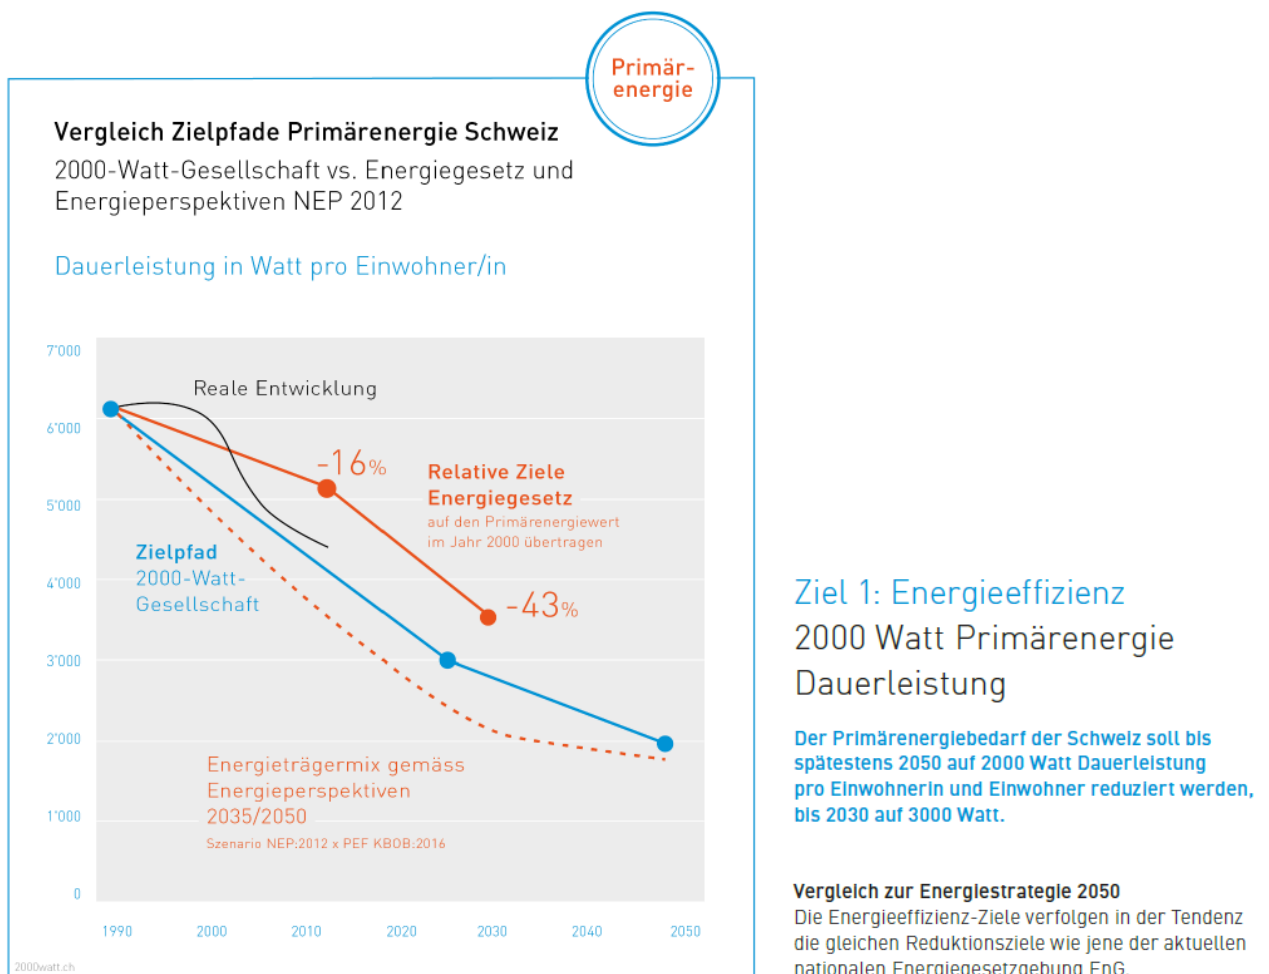 Primär-
energie
Vergleich Zielpfade Primärenergie Schweiz
2000-Watt-Gesellschaft vs. Energiegesetz und
Energieperspektiven NEP 2012
Dauerleistung in Watt pro Einwohner/in
7'000
6'000
5'000
4'000
3'000
2'000
1'000
0
Reale Entwicklung
-16%
Relative Ziele
Energiegesetz
auf den Primärenergiewert
im Jahr 2000 übertragen
Zielpfad
2000-Watt-
Gesellschaft
-43%
Energieträgermix gemäss
Energieperspektiven
2035/2050
Szenario NEP:2012 x PEF KBOB:2016
1990 2000 2010 2020 2030 2040 2050
2000watt.ch
Ziel 1: Energieeffizienz
2000 Watt Primärenergie
Dauerleistung
Der Primärenergiebedarf der Schweiz soll bis
spätestens 2050 auf 2000 Watt Dauerleistung
pro Einwohnerin und Einwohner reduziert werden,
bis 2030 auf 3000 Watt.
Vergleich zur Energiestrategie 2050
Die Energieeffizienz-Ziele verfolgen in der Tendenz
die gleichen Reduktionsziele wie jene der aktuellen
nationalen Energiegesetzgebung EnG.